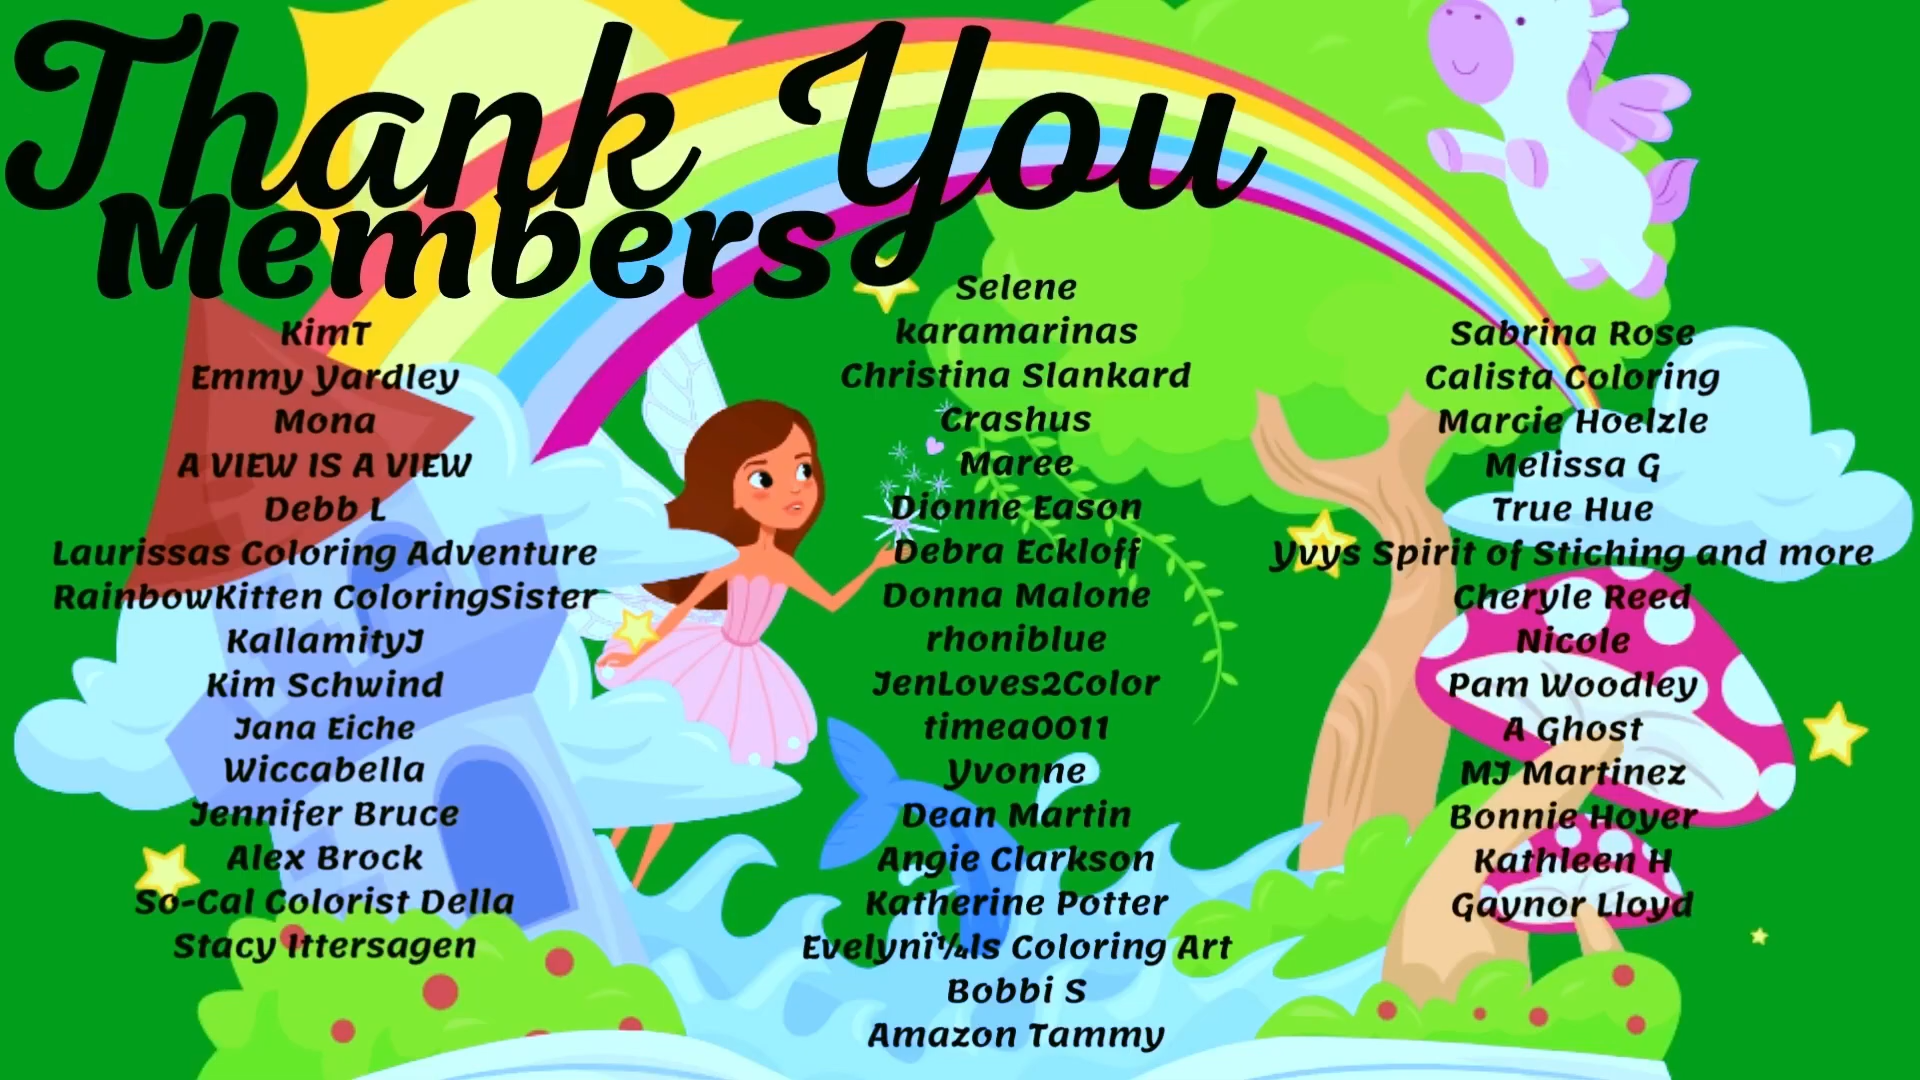 Thank You
Members
KimT
Emmy Yardley
Mona
A VIEW IS A VIEW
Debb L
Laurissas Coloring Adventure
RainbowKitten ColoringSister
KallamityJ
Kim Schwind
Jana Eiche
Wiccabella
Jennifer Bruce
Alex Brock
So-Cal Colorist Della
Stacy Ittersagen
Selene
karamarinas
Christina Slankard
Crashus
Maree
Dionne Eason
Debra Eckloff
Donna Malone
rhoniblue
JenLoves2Color
timea0011
Yvonne
Dean Martin
Angie Clarkson
Katherine Potter
Evelynï¼ls Coloring Art
Bobbi S
Amazon Tammy
Sabrina Rose
Calista Coloring
Marcie Hoelzle
Melissa G
True Hue
Yvys Spirit of Stiching and more
Cheryle Reed
Nicole
Pam Woodley
A Ghost
MJ Martinez
Bonnie Hoyer
Kathleen H
Gaynor Lloyd